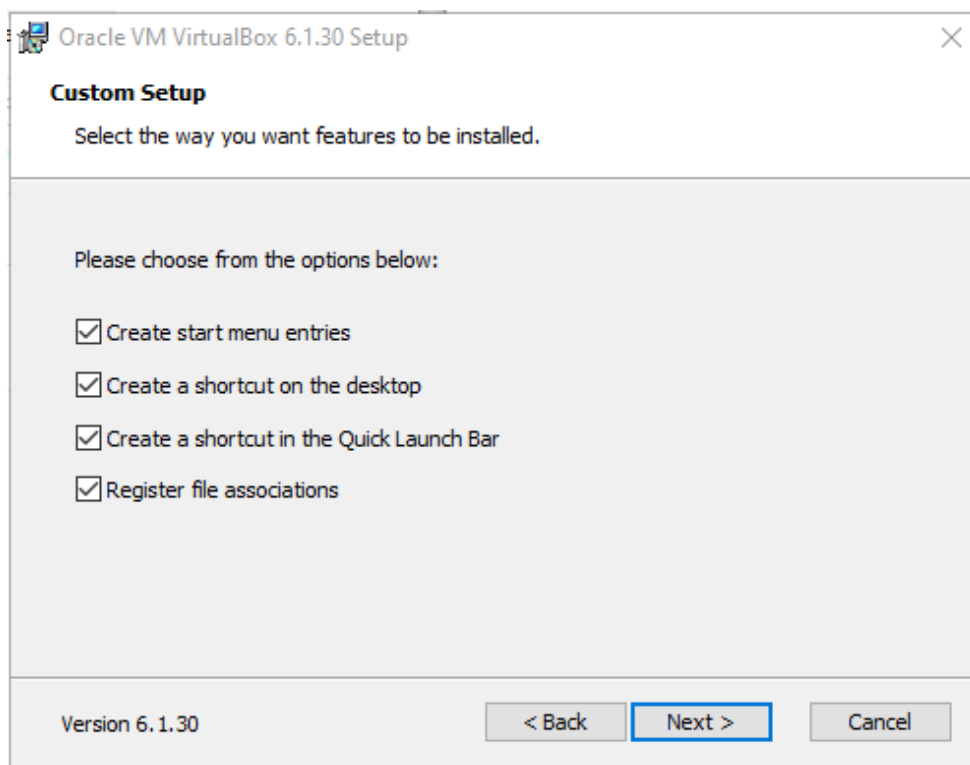 Oracle VM VirtualBox 6.1.30 Setup
Custom Setup
Select the way you want features to be installed.
Please choose from the options below:
Create start menu entries
Create a shortcut on the desktop
Create a shortcut in the Quick Launch Bar
Register file associations
Version 6.1.30
< Back
Next >
Cancel